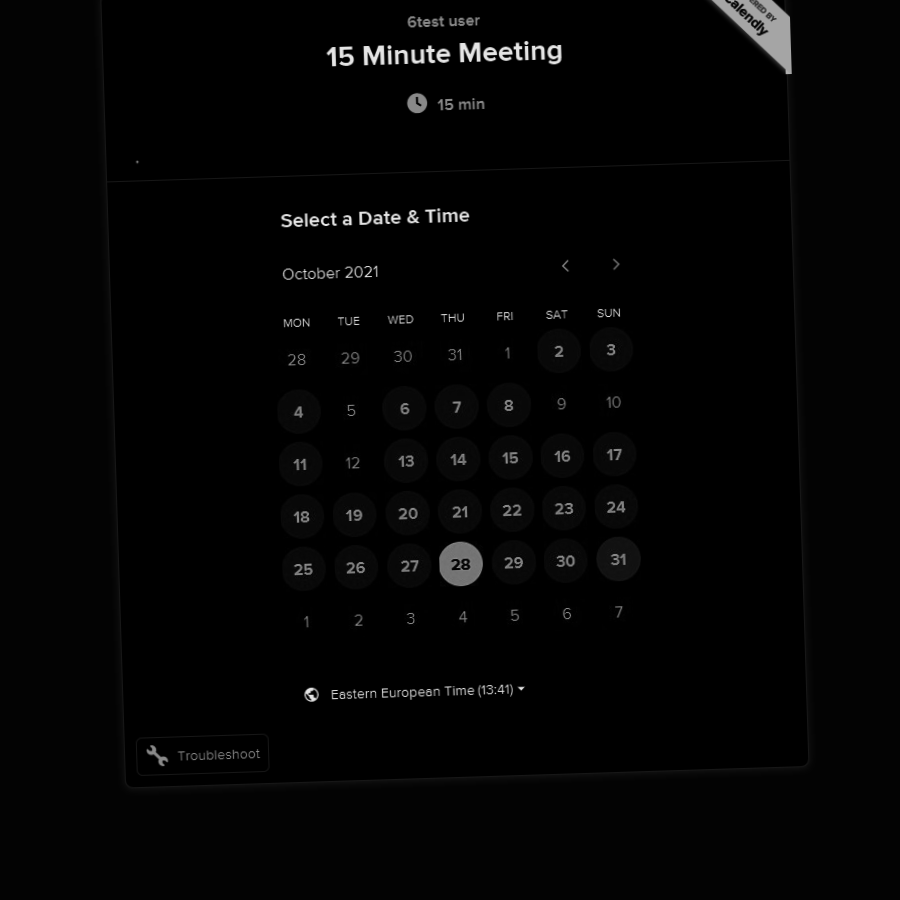 6test user
15 Minute Meeting
15 min
Calendly
Select a Date & Time
October 2021
MON TUE WED THU FRI SAT SUN
28 29 30 31 1 2 3
4 5 6 7 8 9 10
11 12 13 14 15 16 17
18 19 20 21 22 23 24
25 26 27 28 29 30 31
1 2 3 4 5 6 7
Eastern European Time (13:41)
Troubleshoot